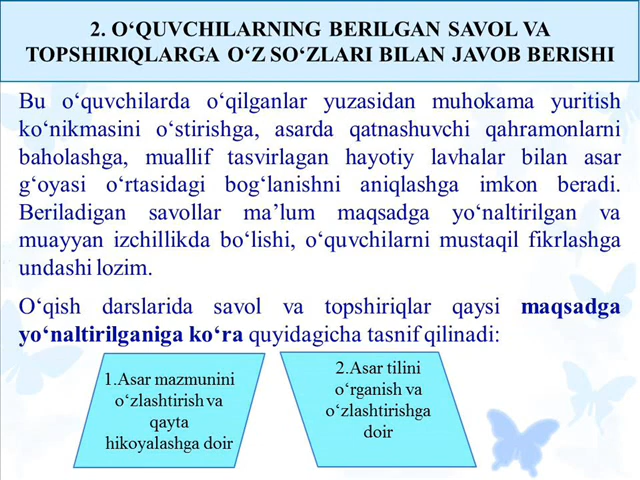 2. O‘QUVCHILARNING BERILGAN SAVOL VA
TOPSHIRIQLARGA O‘Z SO‘ZLARI BILAN JAVOB BERISHI
Bu o‘quvchilarda o‘qilganlar yuzasidan muhokama yuritish
ko‘nikmasini o‘stirishga, asarda qatnashuvchi qahramonlarni
baholashga, muallif tasvirlagan hayotiy lavhalar bilan asar
g‘oyasi o‘rtasidagi bog‘lanishni aniqlashga imkon beradi.
Beriladigan savollar ma’lum maqsadga yo‘naltirilgan va
muayyan izchillikda bo‘lishi, o‘quvchilarni mustaqil fikrlashga
undashi lozim.
O‘qish darslarida savol va topshiriqlar qaysi maqsadga
yo‘naltirilganiga ko‘ra quyidagicha tasnif qilinadi:
1.Asar mazmunini
o‘zlashtirish va
qayta
hikoyalashga doir
2.Asar tilini
o‘rganish va
o‘zlashtirishga
doir